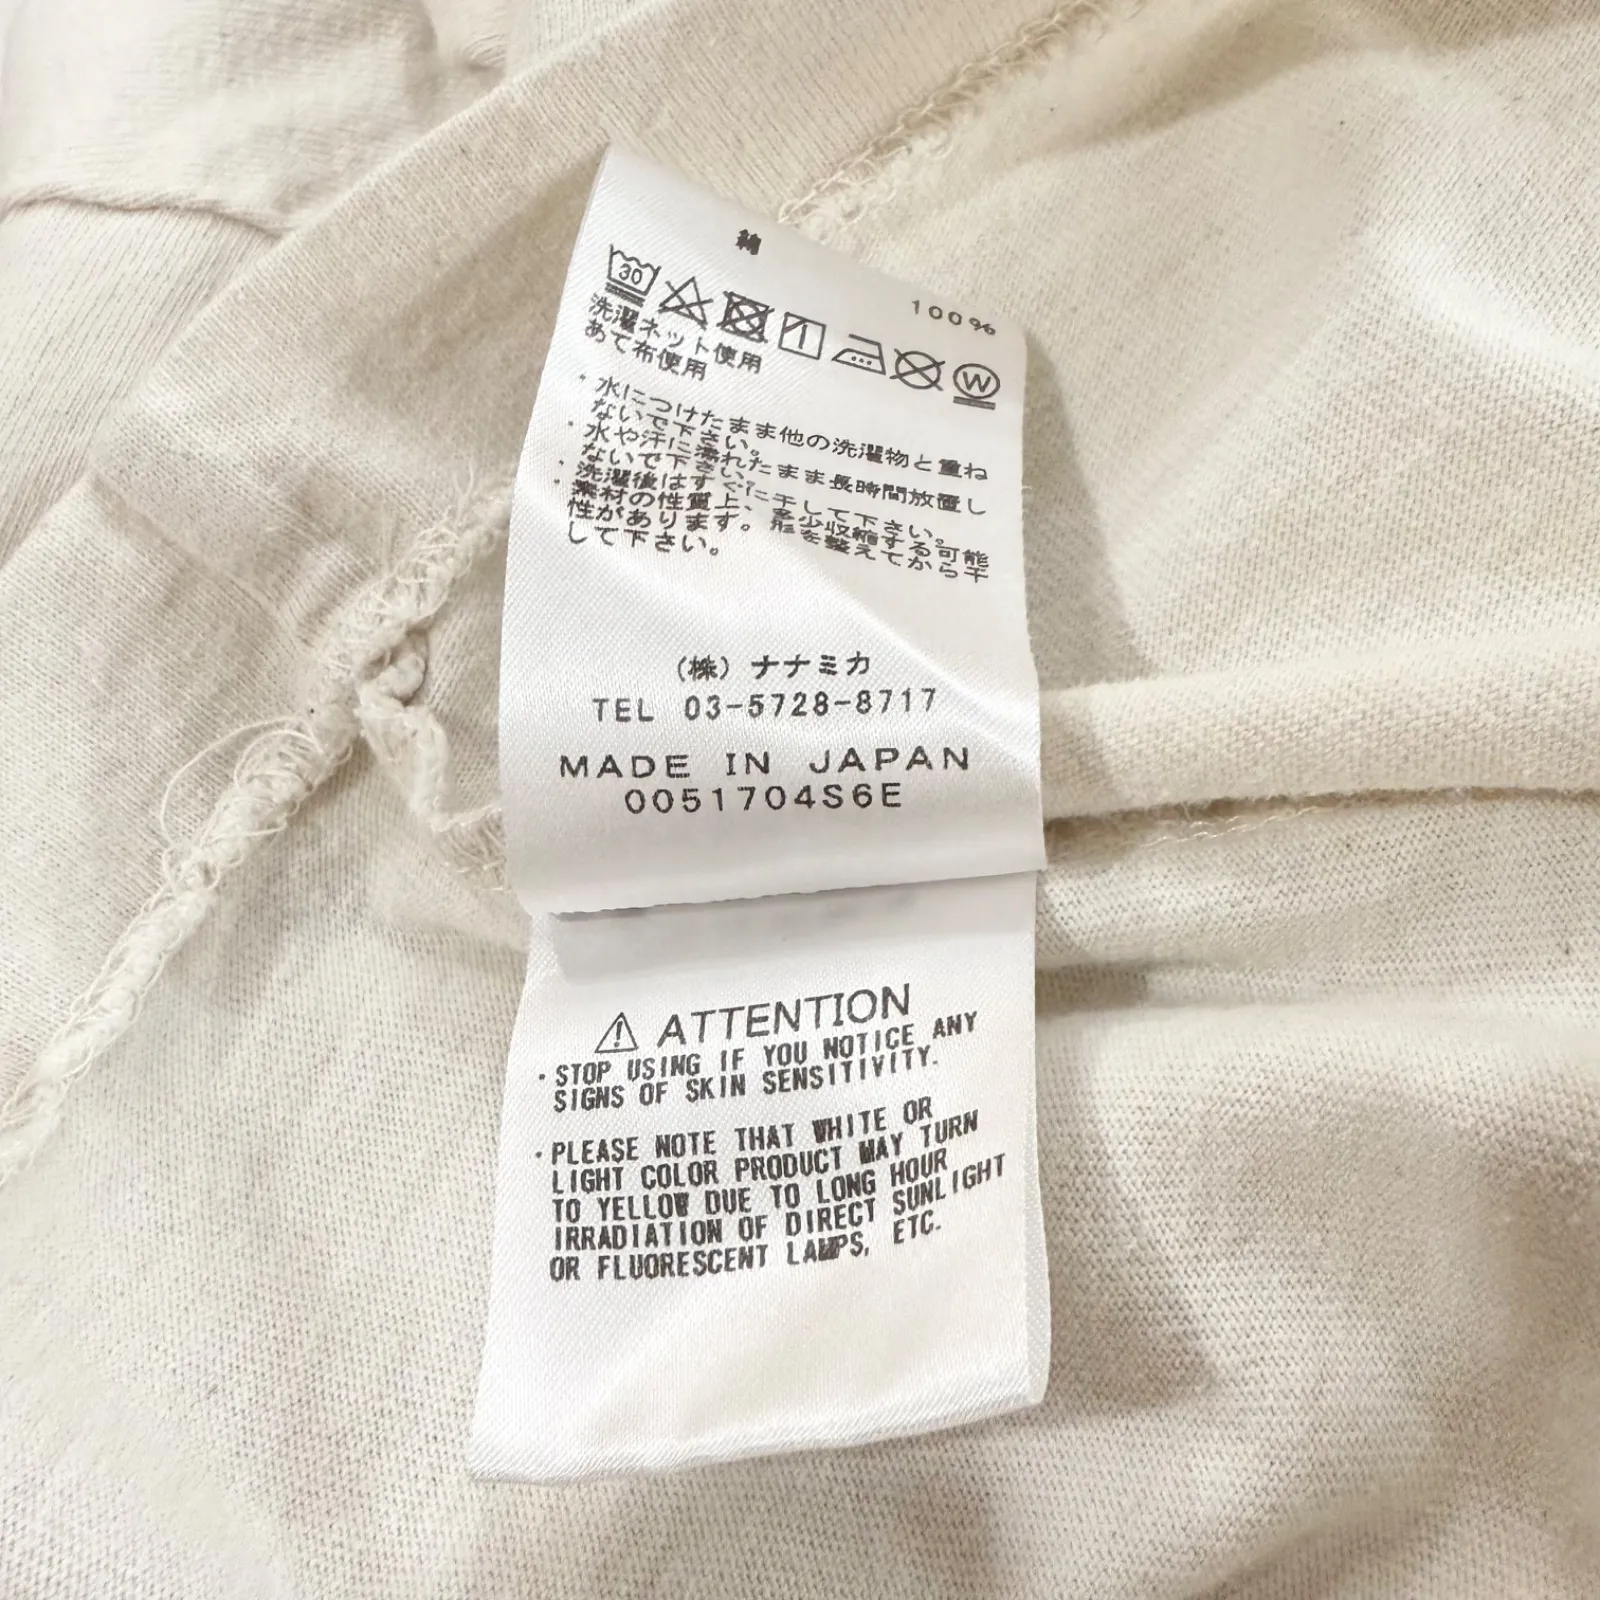 綿
100%
30
W
洗濯ネット使用
あて布使用
・水につけたまま他の洗濯物と重ね
ないで下さい。
・水や汗に濡れたまま長時間放置し
ないで下さい。
・洗濯後はすぐに干して下さい。
・素材の性質上、多少収縮する可能
性があります。形を整えてから干
して下さい。
(株)ナナミカ
TEL 03-5728-8717
MADE IN JAPAN
0051704S6E
ATTENTION
・STOP USING IF YOU NOTICE ANY
SIGNS OF SKIN SENSITIVITY.
・PLEASE NOTE THAT WHITE OR
LIGHT COLOR PRODUCT MAY TURN
TO YELLOW DUE TO LONG HOUR
IRRADIATION OF DIRECT SUNLIGHT
OR FLUORESCENT LAMPS, ETC.